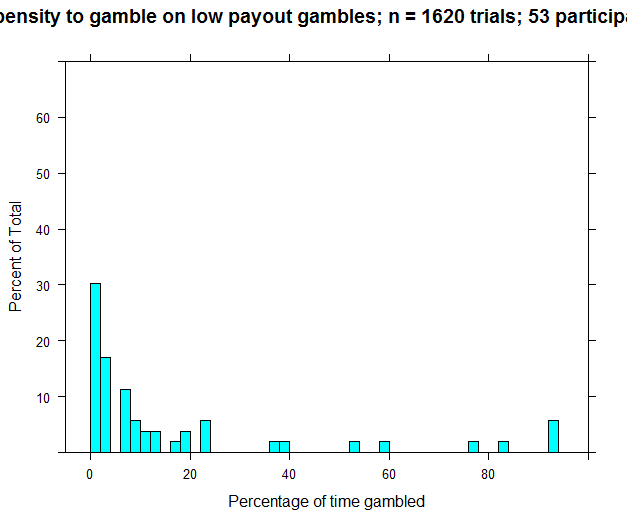 pensity to gamble on low payout gambles; n = 1620 trials; 53 participa
60
50
40
30
20
10
Percent of Total
0 20 40 60 80
Percentage of time gambled